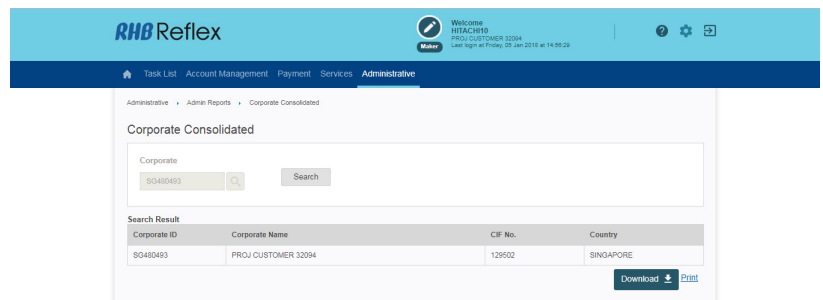 RHB Reflex
Welcome
HITACHI10
PROJ CUSTOMER 32094
Maker
Last login at Friday, 05 Jan 2018 at 14:56:28
Task List Account Management Payment Services Administrative
Administrative › Admin Reports › Corporate Consolidated
Corporate Consolidated
Corporate
SG480493
Search
Search Result
Corporate ID Corporate Name CIF No. Country
SG480493 PROJ CUSTOMER 32094 129502 SINGAPORE
Download Print